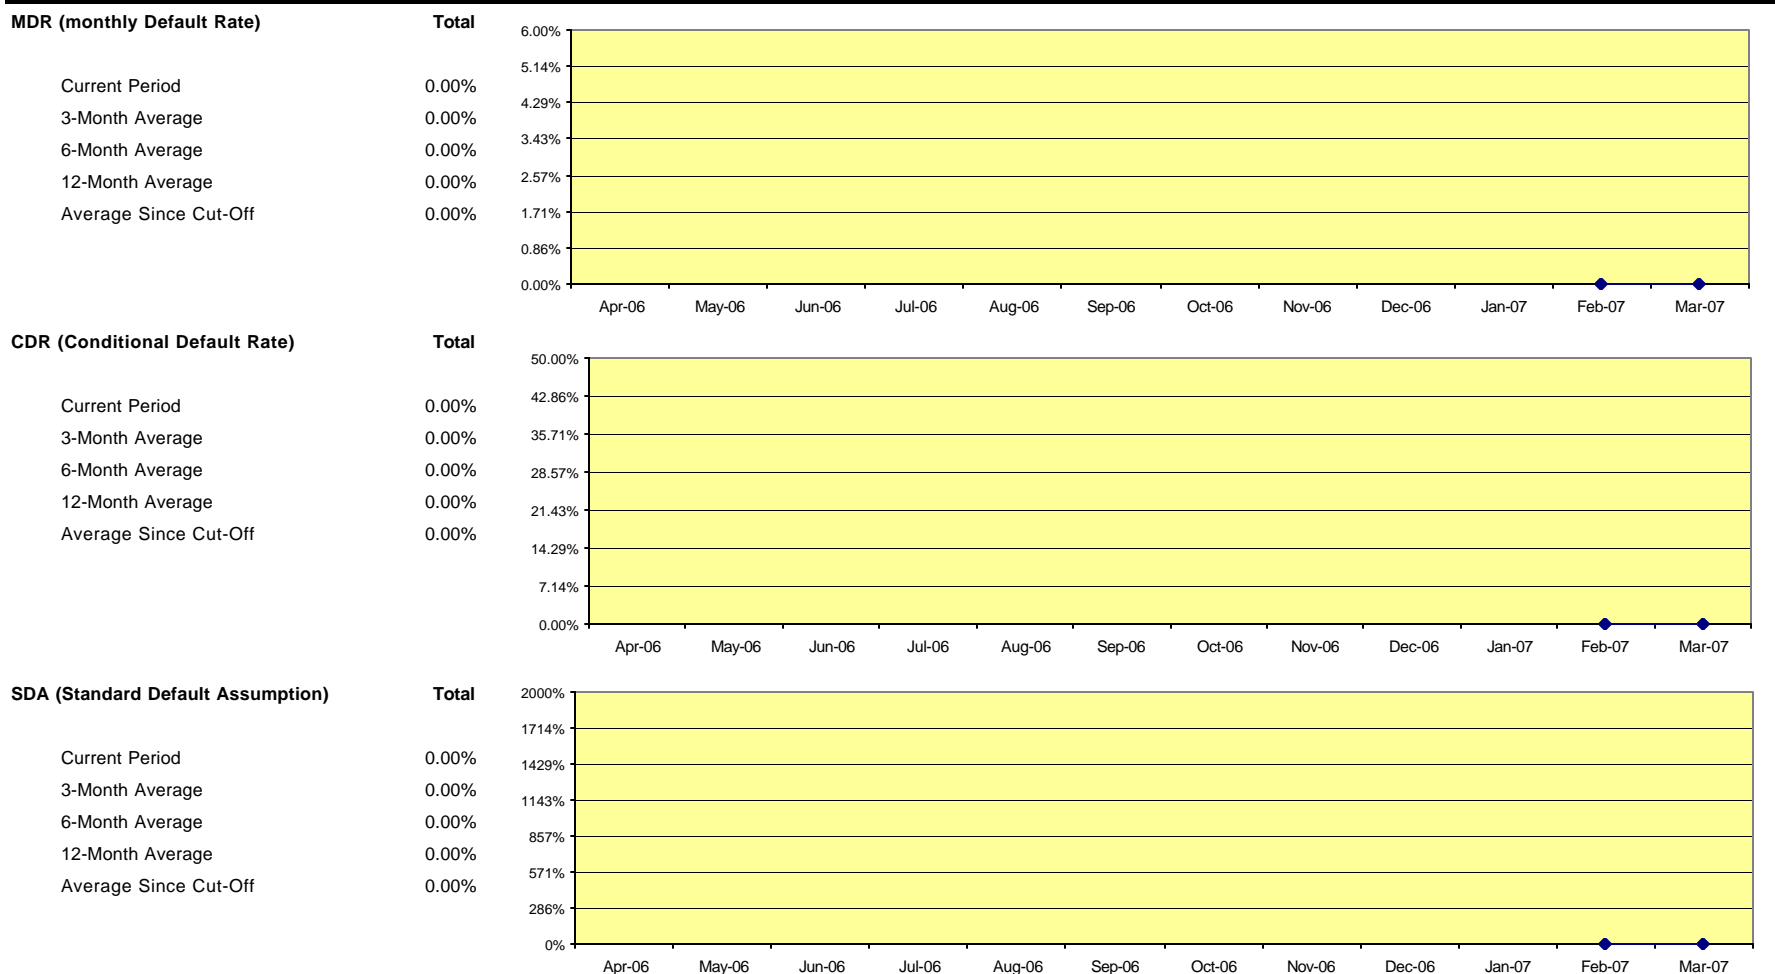 MDR (monthly Default Rate) Total
Current Period 0.00%
3-Month Average 0.00%
6-Month Average 0.00%
12-Month Average 0.00%
Average Since Cut-Off 0.00%
6.00%
5.14%
4.29%
3.43%
2.57%
1.71%
0.86%
0.00%
Apr-06 May-06 Jun-06 Jul-06 Aug-06 Sep-06 Oct-06 Nov-06 Dec-06 Jan-07 Feb-07 Mar-07
CDR (Conditional Default Rate) Total
Current Period 0.00%
3-Month Average 0.00%
6-Month Average 0.00%
12-Month Average 0.00%
Average Since Cut-Off 0.00%
50.00%
42.86%
35.71%
28.57%
21.43%
14.29%
7.14%
0.00%
Apr-06 May-06 Jun-06 Jul-06 Aug-06 Sep-06 Oct-06 Nov-06 Dec-06 Jan-07 Feb-07 Mar-07
SDA (Standard Default Assumption) Total
Current Period 0.00%
3-Month Average 0.00%
6-Month Average 0.00%
12-Month Average 0.00%
Average Since Cut-Off 0.00%
2000%
1714%
1429%
1143%
857%
571%
286%
0%
Apr-06 May-06 Jun-06 Jul-06 Aug-06 Sep-06 Oct-06 Nov-06 Dec-06 Jan-07 Feb-07 Mar-07